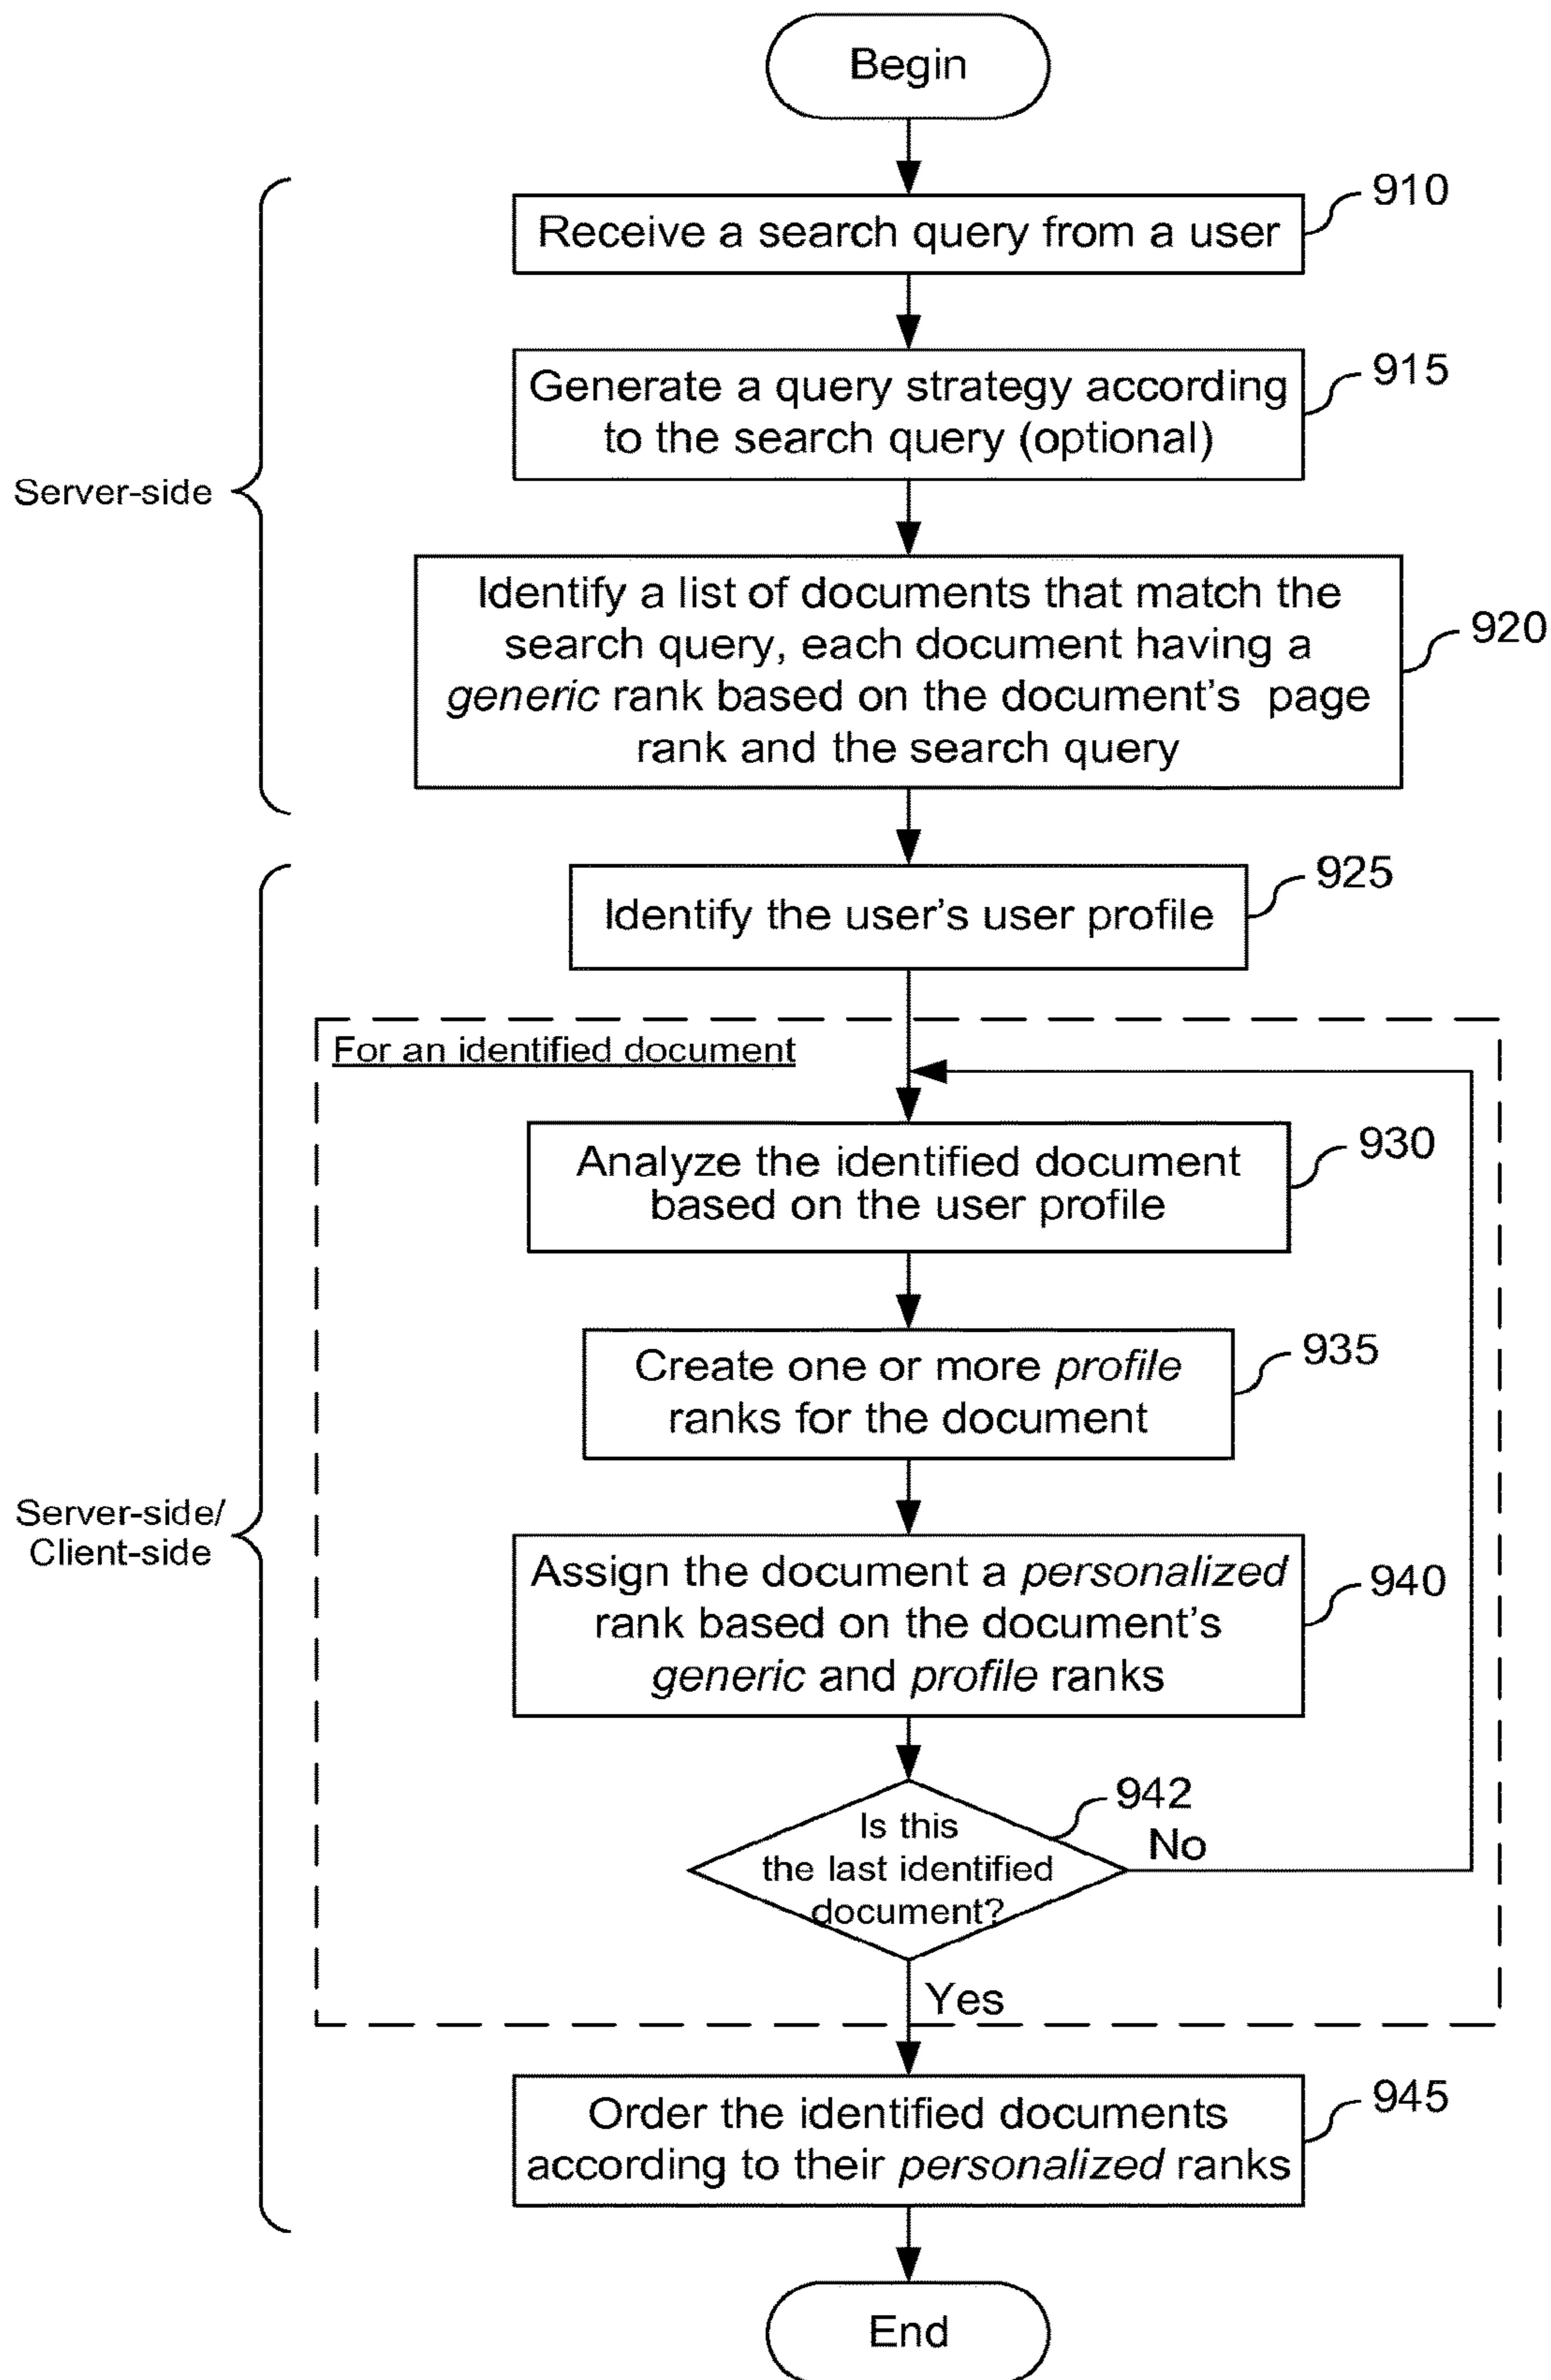 Begin
Receive a search query from a user
910
Generate a query strategy according
to the search query (optional)
915
Server-side
Identify a list of documents that match the
search query, each document having a
generic rank based on the document's page
rank and the search query
920
Identify the user's user profile
925
For an identified document
Analyze the identified document
based on the user profile
930
Create one or more profile
ranks for the document
935
Server-side/
Client-side
Assign the document a personalized
rank based on the document's
generic and profile ranks
940
Is this
the last identified
document?
942
No
Yes
Order the identified documents
according to their personalized ranks
945
End